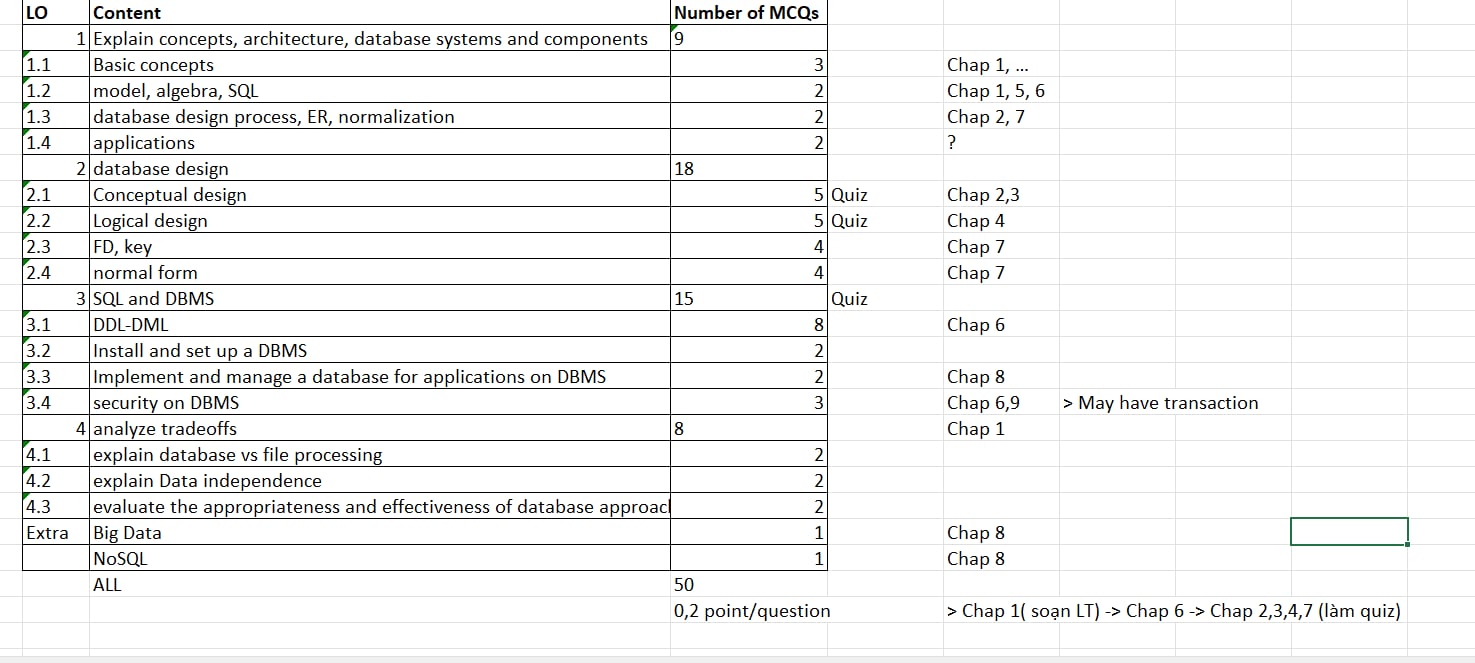 LO Content Number of MCQs
1 Explain concepts, architecture, database systems and components 9
1.1 Basic concepts 3 Chap 1, ...
1.2 model, algebra, SQL 2 Chap 1, 5, 6
1.3 database design process, ER, normalization 2 Chap 2, 7
1.4 applications 2 ?
2 database design 18
2.1 Conceptual design 5 Quiz Chap 2,3
2.2 Logical design 5 Quiz Chap 4
2.3 FD, key 4 Chap 7
2.4 normal form 4 Chap 7
3 SQL and DBMS 15 Quiz
3.1 DDL-DML 8 Chap 6
3.2 Install and set up a DBMS 2
3.3 Implement and manage a database for applications on DBMS 2 Chap 8
3.4 security on DBMS 3 Chap 6,9 > May have transaction
4 analyze tradeoffs 8 Chap 1
4.1 explain database vs file processing 2
4.2 explain Data independence 2
4.3 evaluate the appropriateness and effectiveness of database 2
Extra Big Data 1 Chap 8
NoSQL 1 Chap 8
ALL 50
0,2 point/question > Chap 1( soạn LT) -> Chap 6 -> Chap 2,3,4,7 (làm quiz)